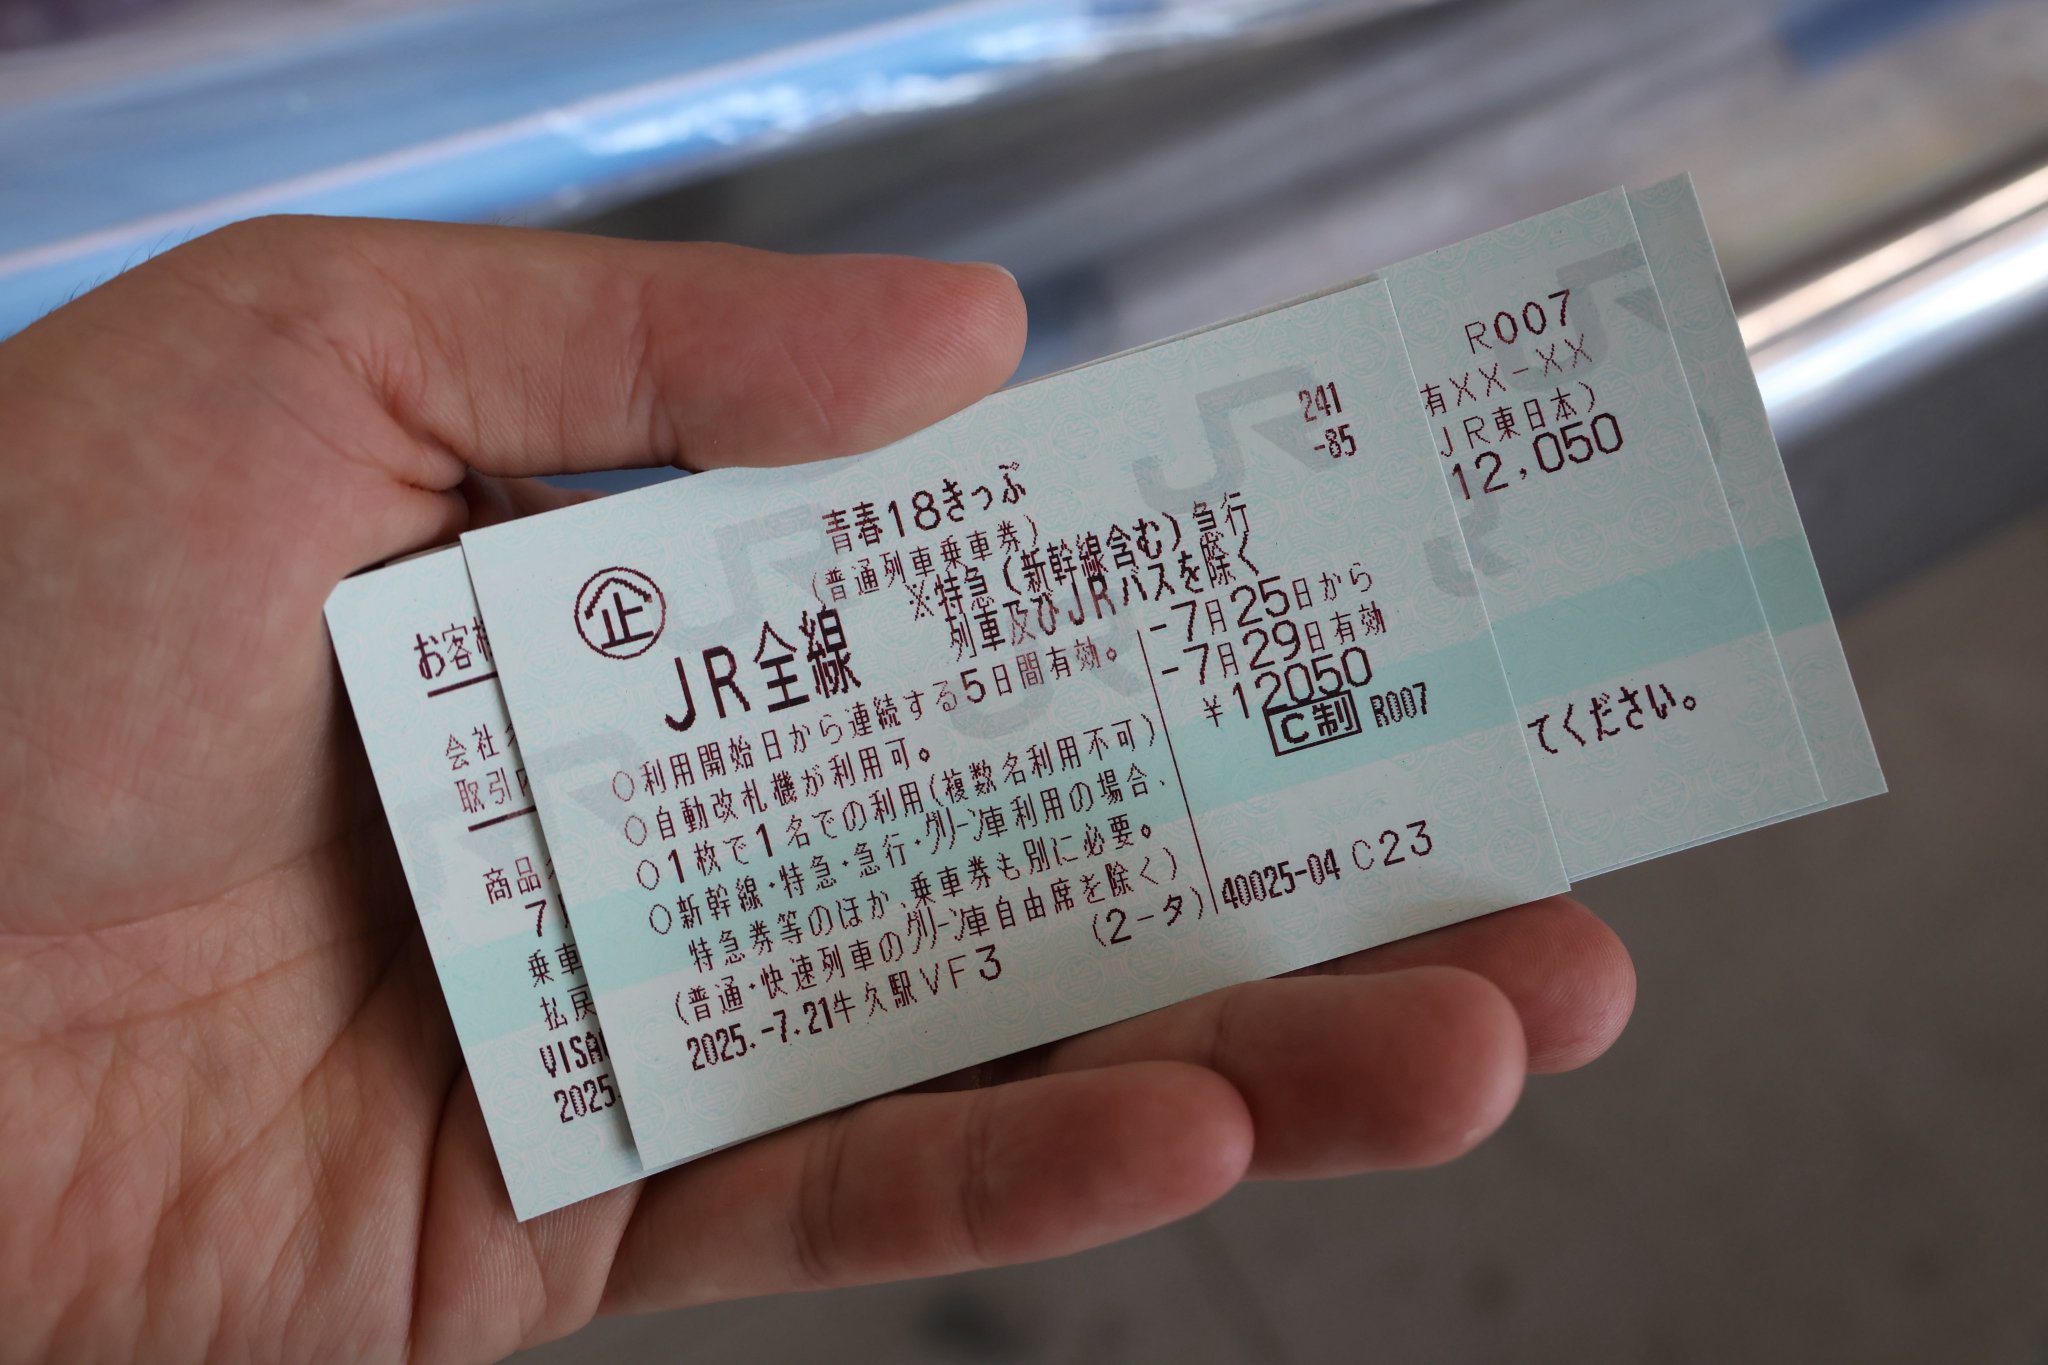 241
-85
青春18きっぷ
(普通列車乗車券)
企
JR全線
※特急(新幹線含む)急行
列車及びJRバスを除く
○利用開始日から連続する5日間有効。
○自動改札機が利用可。
○1枚で1名での利用(複数名利用不可)
○新幹線・特急・急行・グリーン車利用の場合、
特急券等のほか、乗車券も別に必要。
(普通・快速列車のグリーン車自由席を除く)
2025.-7.21牛久駅VF3 (2-タ)
-7月25日から
-7月29日有効
¥12050
C制 R007
40025-04 C23
お客様
会社
取引
商品
7
乗車
払戻
VISA
2025.
R007
有XX-XX
JR東日本)
12,050
てください。
JR
JR
JR
JR